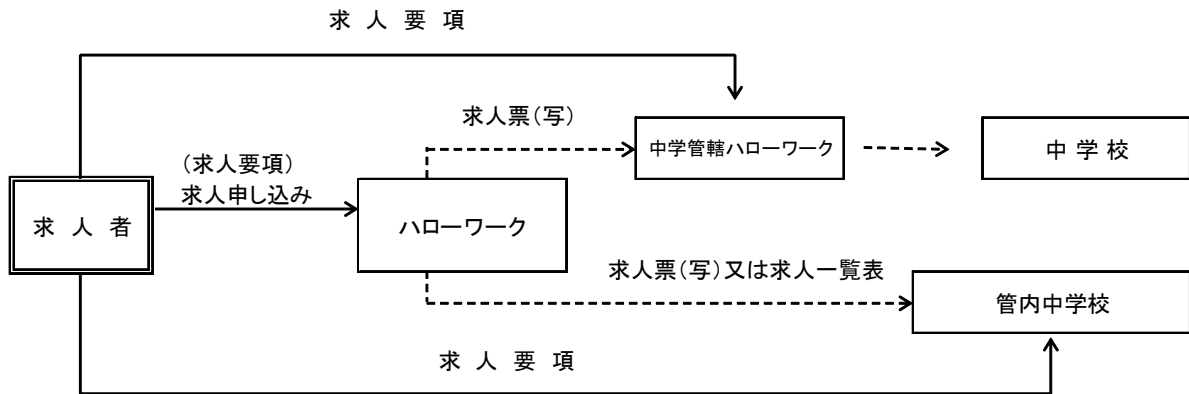 求 人 要 項
求人票(写)
中学管轄ハローワーク
中 学 校
(求人要項)
求人申し込み
求 人 者
ハローワーク
求人票(写)又は求人一覧表
管内中学校
求 人 要 項